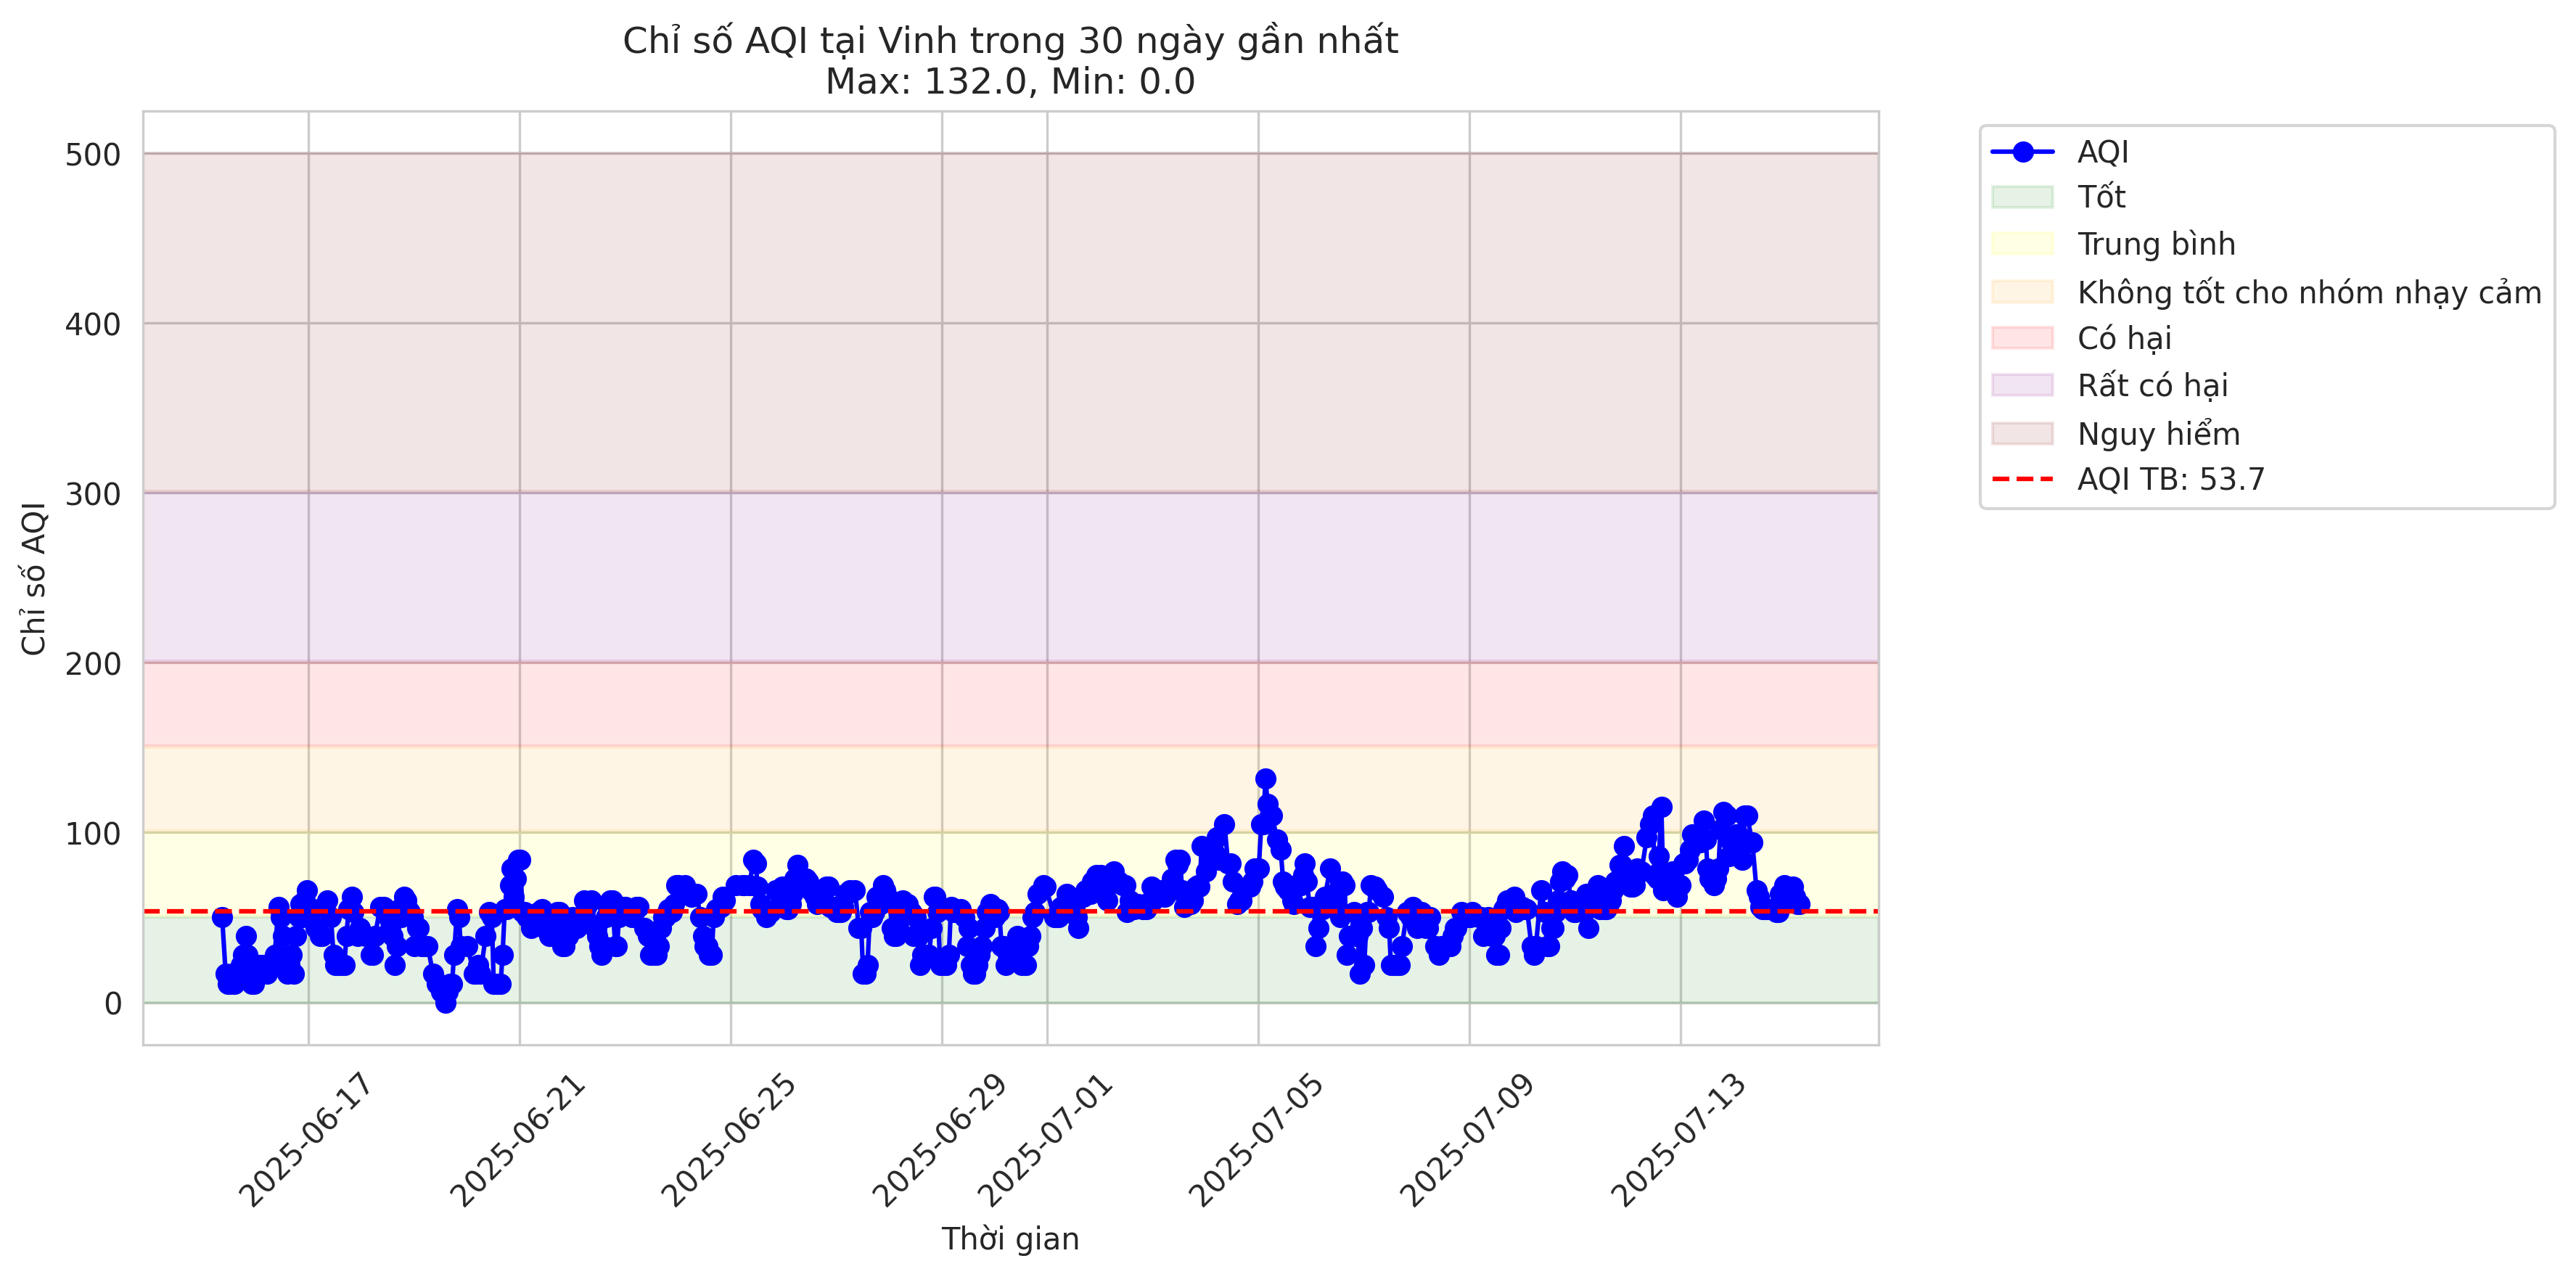 Chỉ số AQI tại Vinh trong 30 ngày gần nhất
Max: 132.0, Min: 0.0
Chỉ số AQI
500
400
300
200
100
0
2025-06-17
2025-06-21
2025-06-25
2025-06-29
2025-07-01
2025-07-05
2025-07-09
2025-07-13
Thời gian
AQI
Tốt
Trung bình
Không tốt cho nhóm nhạy cảm
Có hại
Rất có hại
Nguy hiểm
AQI TB: 53.7